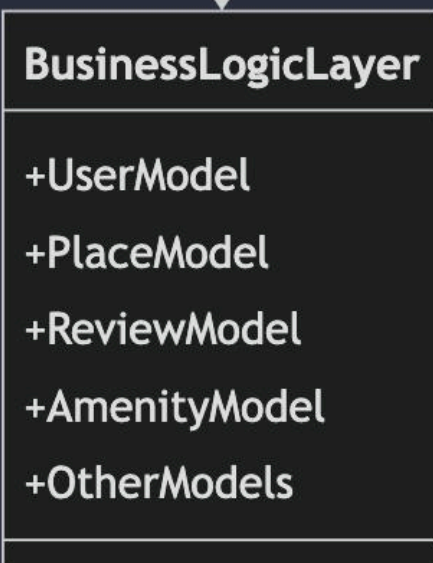 BusinessLogicLayer
+UserModel
+PlaceModel
+ReviewModel
+AmenityModel
+OtherModels